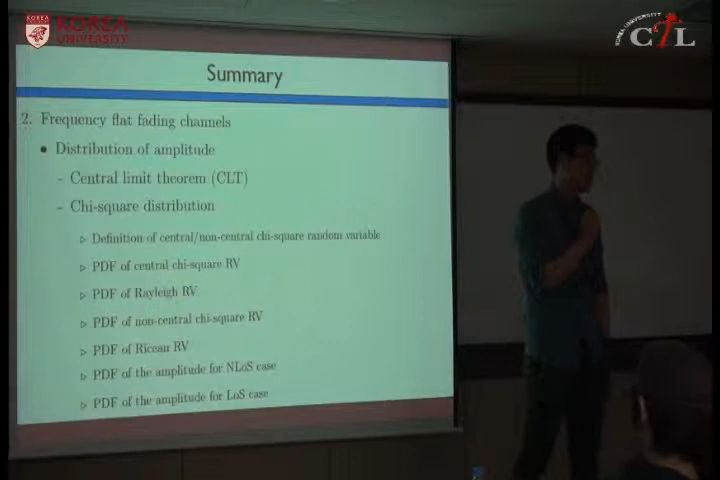 KOREA
UNIVERSITY
KOREA UNIVERSITY
CTL
Summary
2. Frequency flat fading channels
• Distribution of amplitude
- Central limit theorem (CLT)
- Chi-square distribution
▹ Definition of central/non-central chi-square random variable
▹ PDF of central chi-square RV
▹ PDF of Rayleigh RV
▹ PDF of non-central chi-square RV
▹ PDF of Ricean RV
▹ PDF of the amplitude for NLoS case
▹ PDF of the amplitude for LoS case